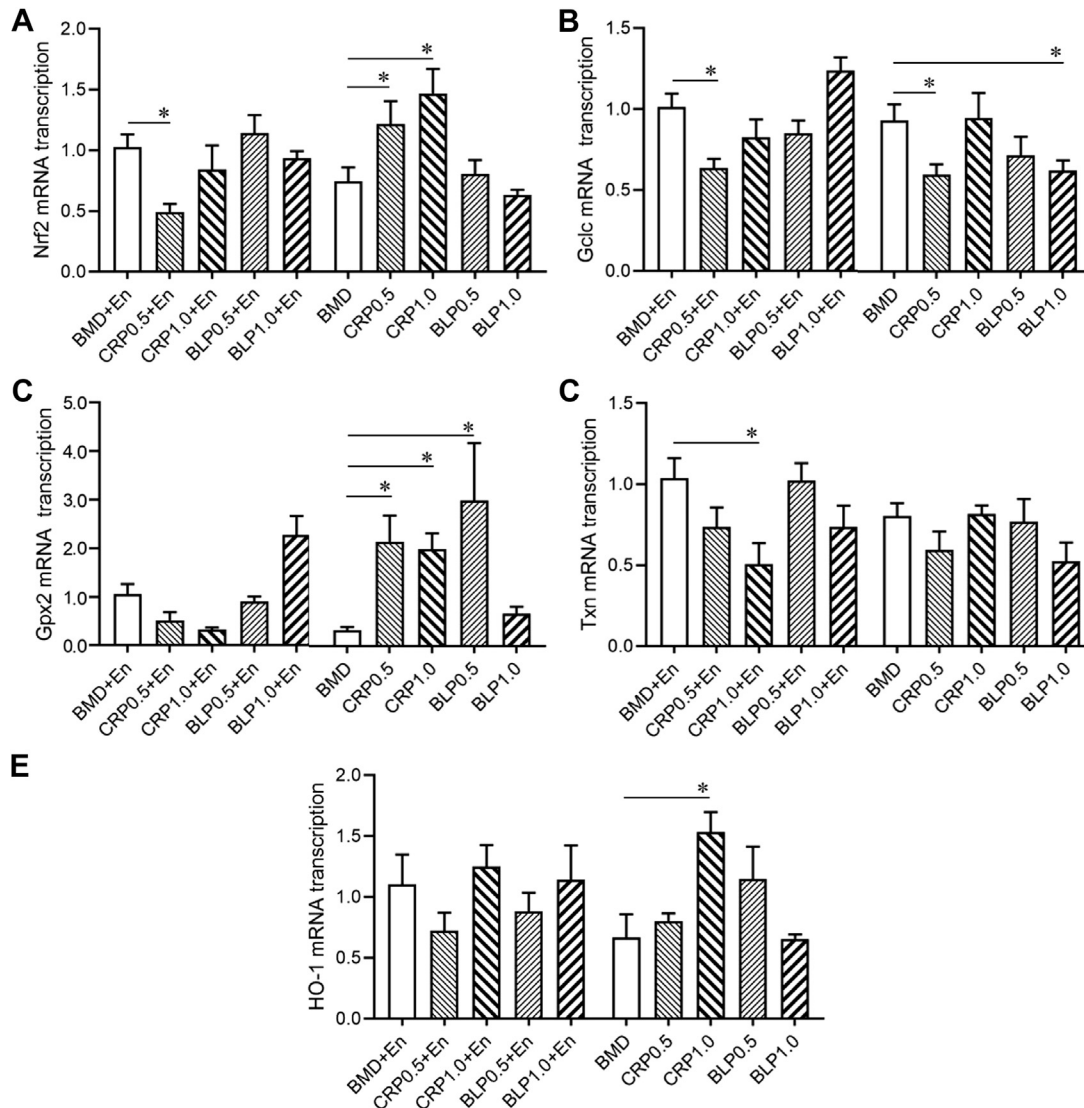 A
Nrf2 mRNA transcription
2.0
1.5
1.0
0.5
0.0
*
*
*
BMD+En
CRP0.5+En
CRP1.0+En
BLP0.5+En
BLP1.0+En
BMD
CRP0.5
CRP1.0
BLP0.5
BLP1.0
B
Gclc mRNA transcription
1.5
1.0
0.5
0.0
*
*
*
BMD+En
CRP0.5+En
CRP1.0+En
BLP0.5+En
BLP1.0+En
BMD
CRP0.5
CRP1.0
BLP0.5
BLP1.0
C
Gpx2 mRNA transcription
5.0
4.0
3.0
2.0
1.0
0.0
*
*
*
BMD+En
CRP0.5+En
CRP1.0+En
BLP0.5+En
BLP1.0+En
BMD
CRP0.5
CRP1.0
BLP0.5
BLP1.0
C
Txn mRNA transcription
1.5
1.0
0.5
0.0
*
BMD+En
CRP0.5+En
CRP1.0+En
BLP0.5+En
BLP1.0+En
BMD
CRP0.5
CRP1.0
BLP0.5
BLP1.0
E
HO-1 mRNA transcription
2.0
1.5
1.0
0.5
0.0
*
BMD+En
CRP0.5+En
CRP1.0+En
BLP0.5+En
BLP1.0+En
BMD
CRP0.5
CRP1.0
BLP0.5
BLP1.0